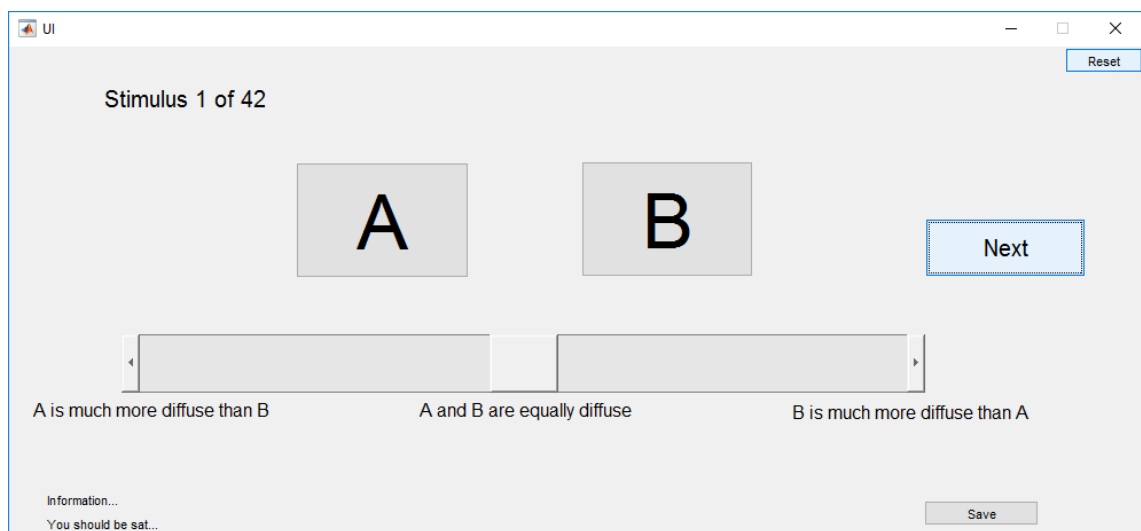 UI
Reset
Stimulus 1 of 42
A
B
Next
A is much more diffuse than B
A and B are equally diffuse
B is much more diffuse than A
Information...
You should be sat...
Save